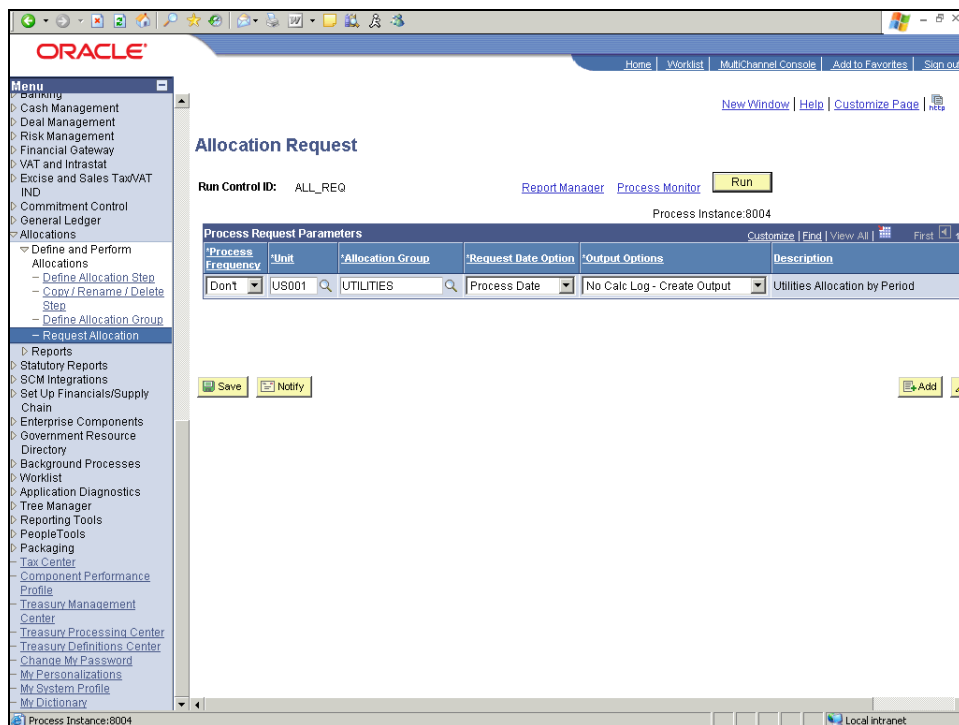 ORACLE'
Home | Worklist | MultiChannel Console | Add to Favorites | Sign out
Menu
Banking
Cash Management
Deal Management
Risk Management
Financial Gateway
VAT and Intrastat
Excise and Sales Tax/VAT
IND
Commitment Control
General Ledger
Allocations
Define and Perform
Allocations
Define Allocation Step
Copy / Rename / Delete
Step
Define Allocation Group
Request Allocation
Reports
Statutory Reports
SCM Integrations
Set Up Financials/Supply
Chain
Enterprise Components
Government Resource
Directory
Background Processes
Worklist
Application Diagnostics
Tree Manager
Reporting Tools
PeopleTools
Packaging
Tax Center
Component Performance
Profile
Treasury Management
Center
Treasury Processing Center
Treasury Definitions Center
Change My Password
My Personalizations
My System Profile
My Dictionary
New Window | Help | Customize Page | http
Allocation Request
Run Control ID: ALL_REQ Report Manager Process Monitor Run
Process Instance:8004
Process Request Parameters Customize | Find | View All | First
*Process Frequency *Unit *Allocation Group *Request Date Option *Output Options Description
Don't US001 UTILITIES Process Date No Calc Log - Create Output Utilities Allocation by Period
Save Notify Add
Process Instance:8004 Local intranet